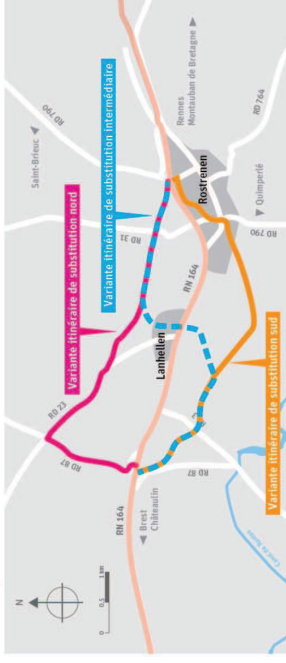 N
0 0,5 1 km
Saint-Brieuc
RD 790
Variante itinéraire de substitution nord
Variante itinéraire de substitution intermédiaire
Rennes
Montauban de Bretagne
RD 23
RD 31
RD 87
RD 764
Lanhellen
Rostrenen
RN 164
RN 164
Brest
Châteaulin
RD 87
RD 790
Quimperlé
Variante itinéraire de substitution sud